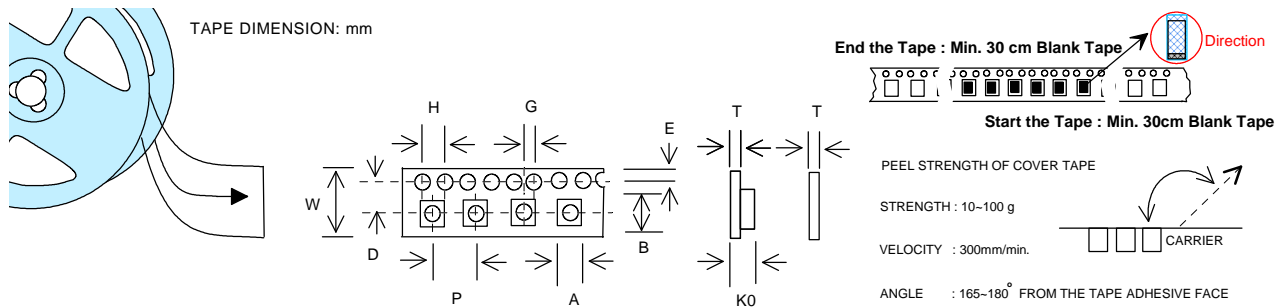 TAPE DIMENSION: mm
End the Tape : Min. 30 cm Blank Tape
Direction
Start the Tape : Min. 30cm Blank Tape
H
G
E
T
T
W
D
B
P
A
K0
PEEL STRENGTH OF COVER TAPE
STRENGTH : 10~100 g
VELOCITY : 300mm/min.
CARRIER
ANGLE : 165~180° FROM THE TAPE ADHESIVE FACE